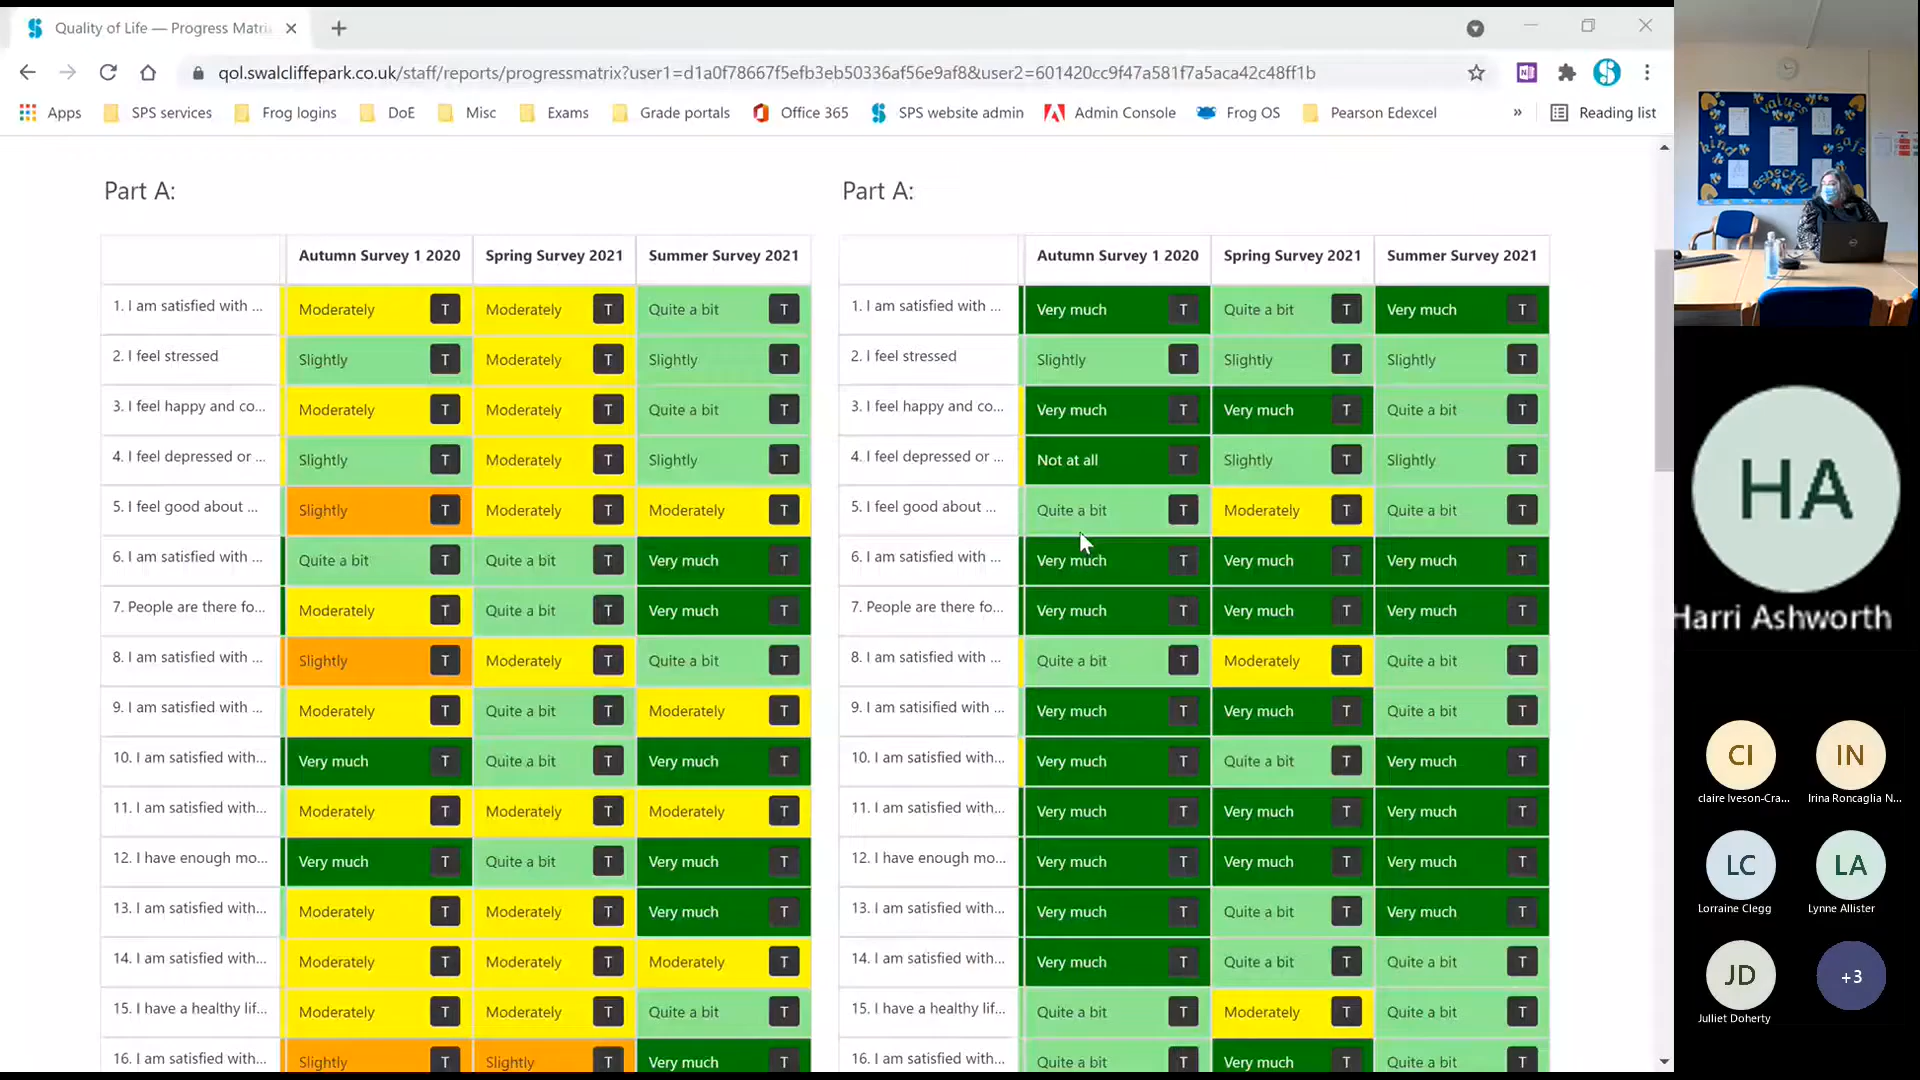 Quality of Life — Progress Matri
qol.swalcliffepark.co.uk/staff/reports/progressmatrix?user1=d1a0f78667f5efb3eb50336af56e9af8&user2=601420cc9f47a581f7a5aca42c48ff1b
Apps SPS services Frog logins DoE Misc Exams Grade portals Office 365 SPS website admin Admin Console Frog OS Pearson Edexcel » Reading list
Part A:
Autumn Survey 1 2020 Spring Survey 2021 Summer Survey 2021
1. I am satisfied with ... Moderately T Moderately T Quite a bit T
2. I feel stressed Slightly T Moderately T Slightly T
3. I feel happy and co... Moderately T Moderately T Quite a bit T
4. I feel depressed or ... Slightly T Moderately T Slightly T
5. I feel good about ... Slightly T Moderately T Moderately T
6. I am satisfied with ... Quite a bit T Quite a bit T Very much T
7. People are there fo... Moderately T Quite a bit T Very much T
8. I am satisfied with ... Slightly T Moderately T Quite a bit T
9. I am satisfied with ... Moderately T Quite a bit T Moderately T
10. I am satisfied with... Very much T Quite a bit T Very much T
11. I am satisfied with... Moderately T Moderately T Moderately T
12. I have enough mo... Very much T Quite a bit T Very much T
13. I am satisfied with... Moderately T Moderately T Very much T
14. I am satisfied with... Moderately T Moderately T Moderately T
15. I have a healthy lif... Moderately T Moderately T Quite a bit T
16. I am satisfied with... Slightly T Slightly T Very much T
Part A:
Autumn Survey 1 2020 Spring Survey 2021 Summer Survey 2021
1. I am satisfied with ... Very much T Quite a bit T Very much T
2. I feel stressed Slightly T Slightly T Slightly T
3. I feel happy and co... Very much T Very much T Quite a bit T
4. I feel depressed or ... Not at all T Slightly T Slightly T
5. I feel good about ... Quite a bit T Moderately T Quite a bit T
6. I am satisfied with ... Very much T Very much T Very much T
7. People are there fo... Very much T Very much T Very much T
8. I am satisfied with ... Quite a bit T Moderately T Quite a bit T
9. I am satisified with ... Very much T Very much T Quite a bit T
10. I am satisfied with... Very much T Quite a bit T Very much T
11. I am satisfied with... Very much T Very much T Very much T
12. I have enough mo... Very much T Very much T Very much T
13. I am satisfied with... Very much T Quite a bit T Very much T
14. I am satisfied with... Very much T Quite a bit T Quite a bit T
15. I have a healthy lif... Quite a bit T Moderately T Quite a bit T
16. I am satisfied with... Quite a bit T Very much T Quite a bit T
values
kind
safe
respectful
HA
Harri Ashworth
CI IN
claire Iveson-Cra... Irina Roncaglia N...
LC LA
Lorraine Clegg Lynne Allister
JD +3
Julliet Doherty